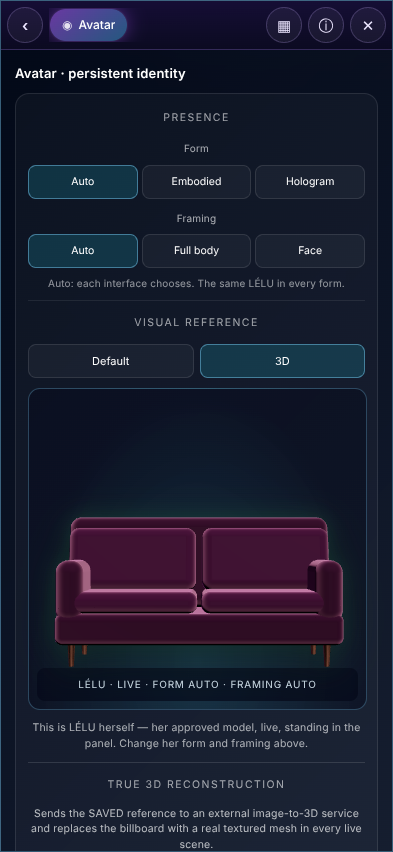 Avatar
Avatar · persistent identity
PRESENCE
Form
Auto
Embodied
Hologram
Framing
Auto
Full body
Face
Auto: each interface chooses. The same LÉLU in every form.
VISUAL REFERENCE
Default
3D
LÉLU · LIVE · FORM AUTO · FRAMING AUTO
This is LÉLU herself — her approved model, live, standing in the
panel. Change her form and framing above.
TRUE 3D RECONSTRUCTION
Sends the SAVED reference to an external image-to-3D service
and replaces the billboard with a real textured mesh in every live
scene.